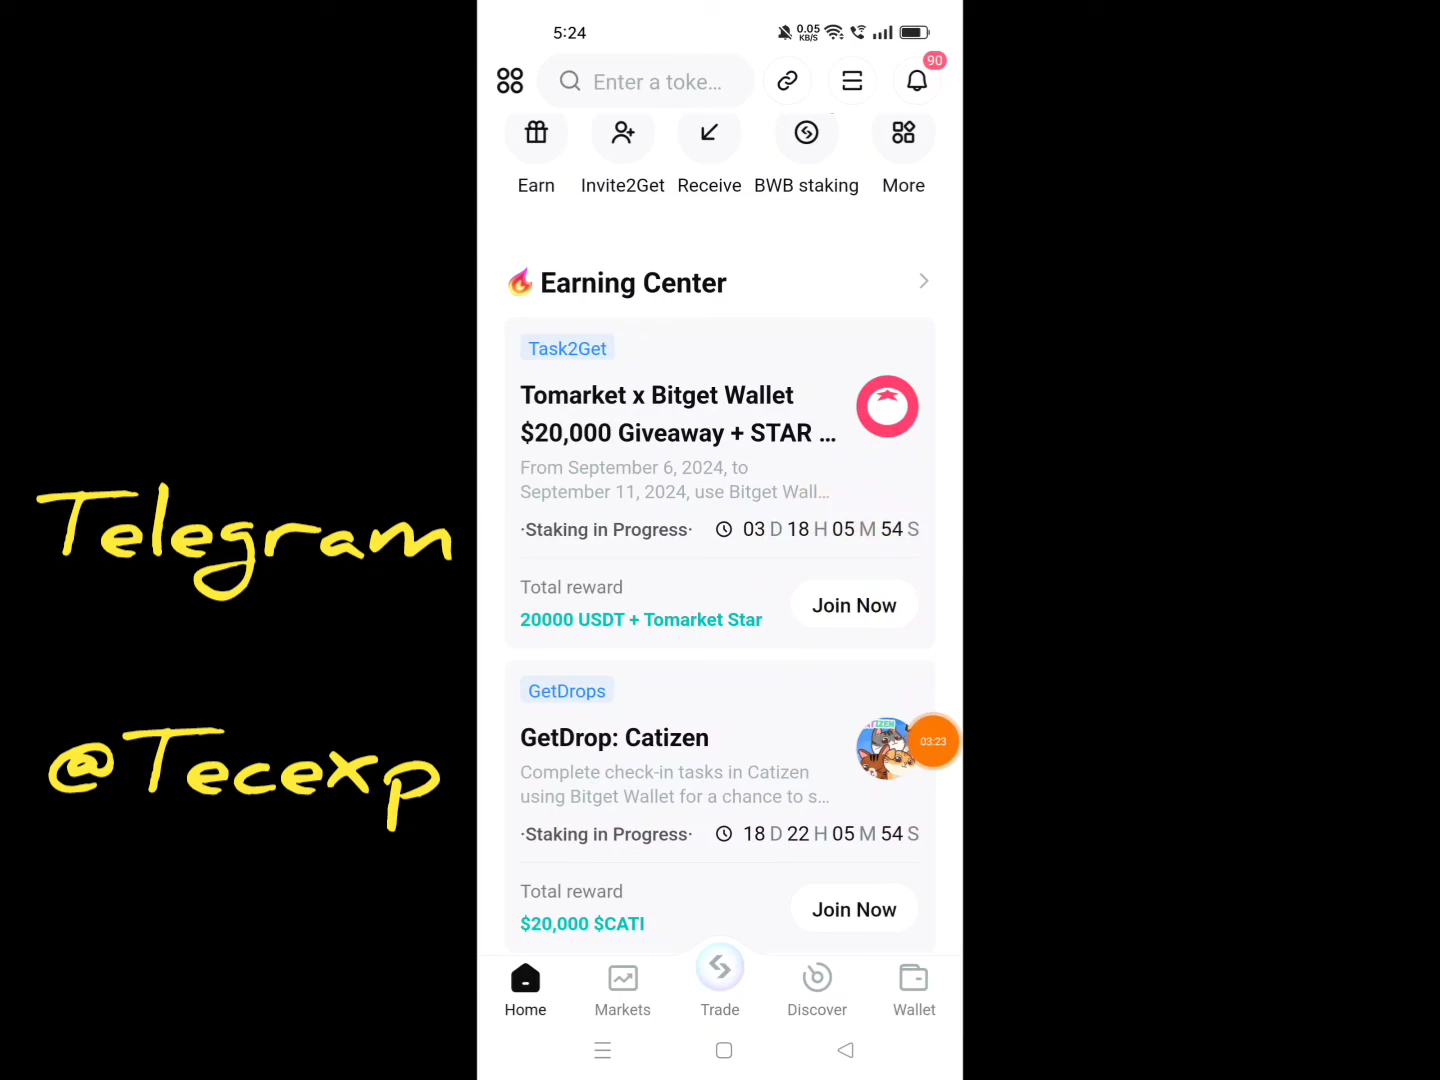 5:24
0.05
KB/S
90
Enter a toke...
Earn
Invite2Get
Receive
BWB staking
More
Earning Center
Task2Get
Tomarket x Bitget Wallet
$20,000 Giveaway + STAR ...
From September 6, 2024, to
September 11, 2024, use Bitget Wall...
·Staking in Progress·
03 D 18 H 05 M 54 S
Total reward
20000 USDT + Tomarket Star
Join Now
GetDrops
GetDrop: Catizen
Complete check-in tasks in Catizen
using Bitget Wallet for a chance to s...
03:23
·Staking in Progress·
18 D 22 H 05 M 54 S
Total reward
$20,000 $CATI
Join Now
Home
Markets
Trade
Discover
Wallet
Telegram
@Tecexp